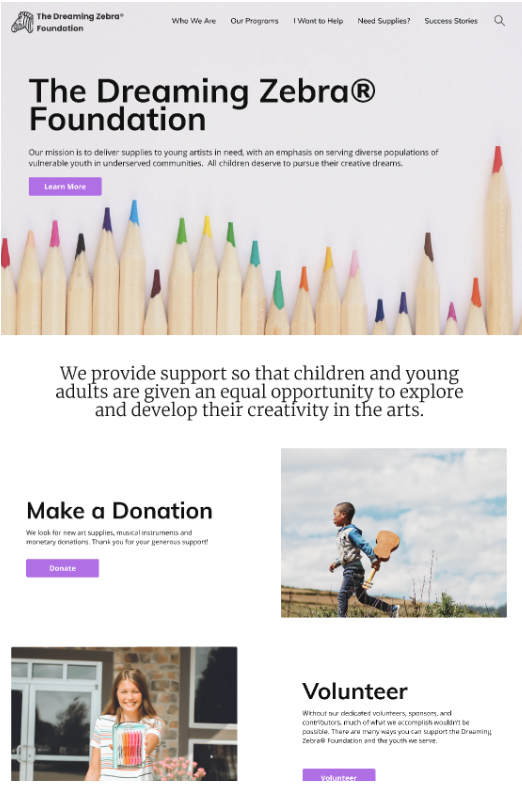 The Dreaming Zebra®
Foundation
Who We Are
Our Programs
I Want to Help
Need Supplies?
Success Stories
The Dreaming Zebra®
Foundation
Our mission is to deliver supplies to young artists in need, with an emphasis on serving diverse populations of
vulnerable youth in underserved communities. All children deserve to pursue their creative dreams.
Learn More
We provide support so that children and young
adults are given an equal opportunity to explore
and develop their creativity in the arts.
Make a Donation
We look for new art supplies, musical instruments and
monetary donations. Thank you for your generous support!
Donate
Volunteer
Without our dedicated volunteers, sponsors, and
contributors, much of what we accomplish wouldn't be
possible. There are many ways you can support the Dreaming
Zebra® Foundation and the youth we serve.
Volunteer